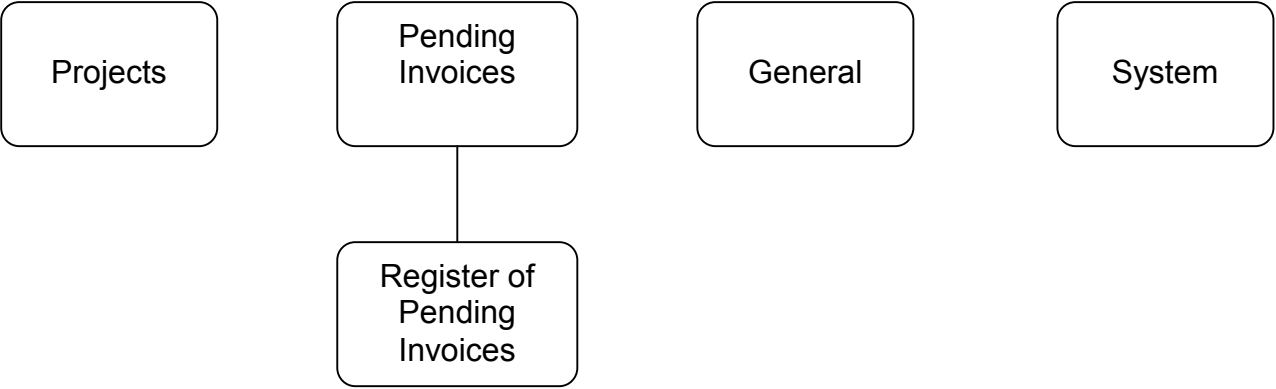 Projects
Pending
Invoices
General
System
Register of
Pending
Invoices